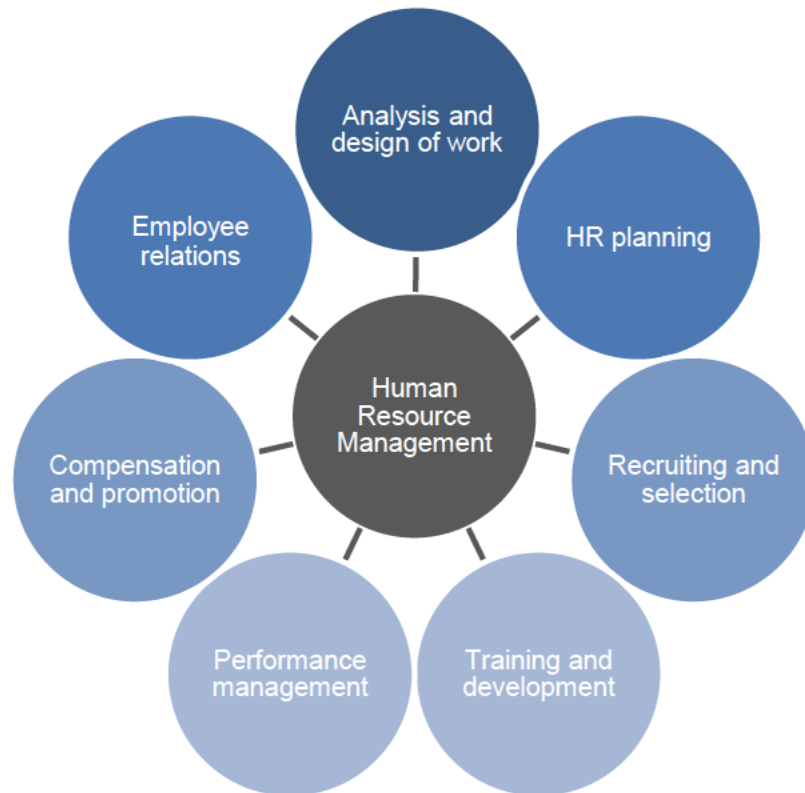 Analysis and
design of work
Employee
relations
HR planning
Human
Resource
Management
Compensation
and promotion
Recruiting and
selection
Performance
management
Training and
development